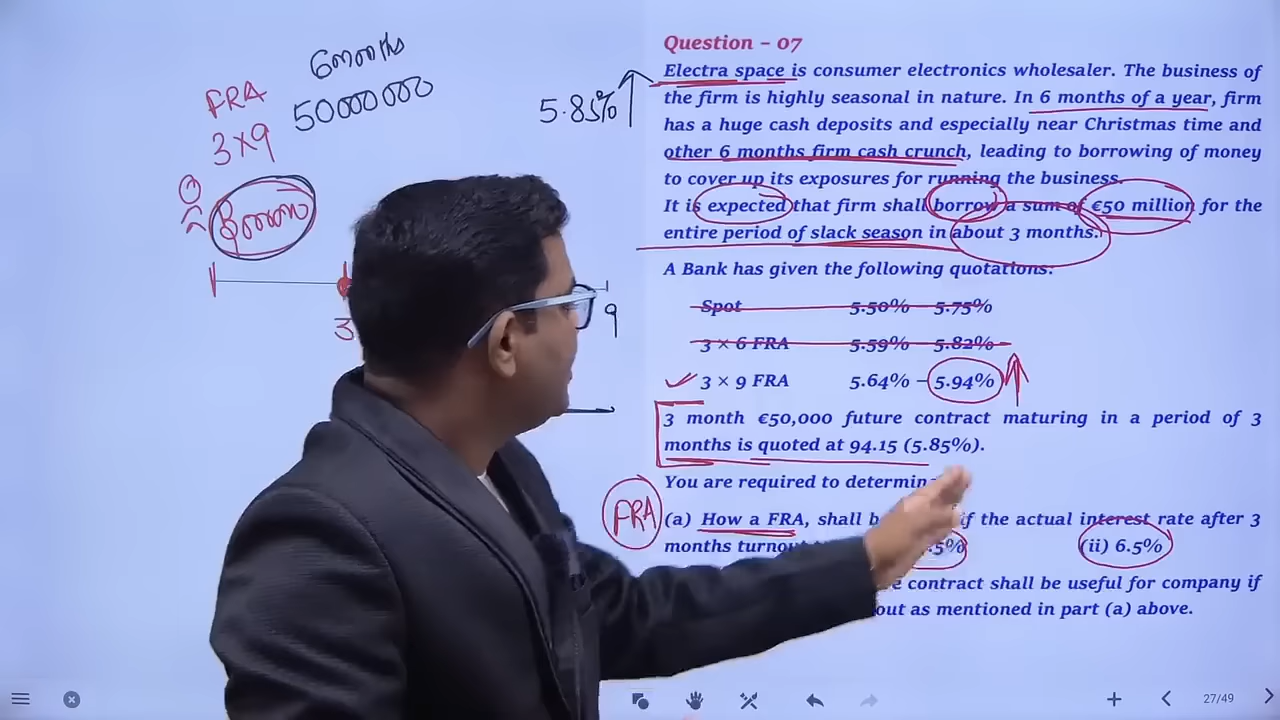 6 months
50000000
FRA
3×9
Borrow
3
9
5.85%
Question – 07
Electra space is consumer electronics wholesaler. The business of
the firm is highly seasonal in nature. In 6 months of a year, firm
has a huge cash deposits and especially near Christmas time and
other 6 months firm cash crunch, leading to borrowing of money
to cover up its exposures for running the business.
It is expected that firm shall borrow a sum of €50 million for the
entire period of slack season in about 3 months.
A Bank has given the following quotations:
Spot 5.50% – 5.75%
3 × 6 FRA 5.59% – 5.82%
3 × 9 FRA 5.64% – 5.94%
3 month €50,000 future contract maturing in a period of 3
months is quoted at 94.15 (5.85%).
You are required to
FRA
(a) How a FRA, shall if the actual interest rate after 3
months .5% (ii) 6.5%
contract shall be useful for company if
out as mentioned in part (a) above.
27/49